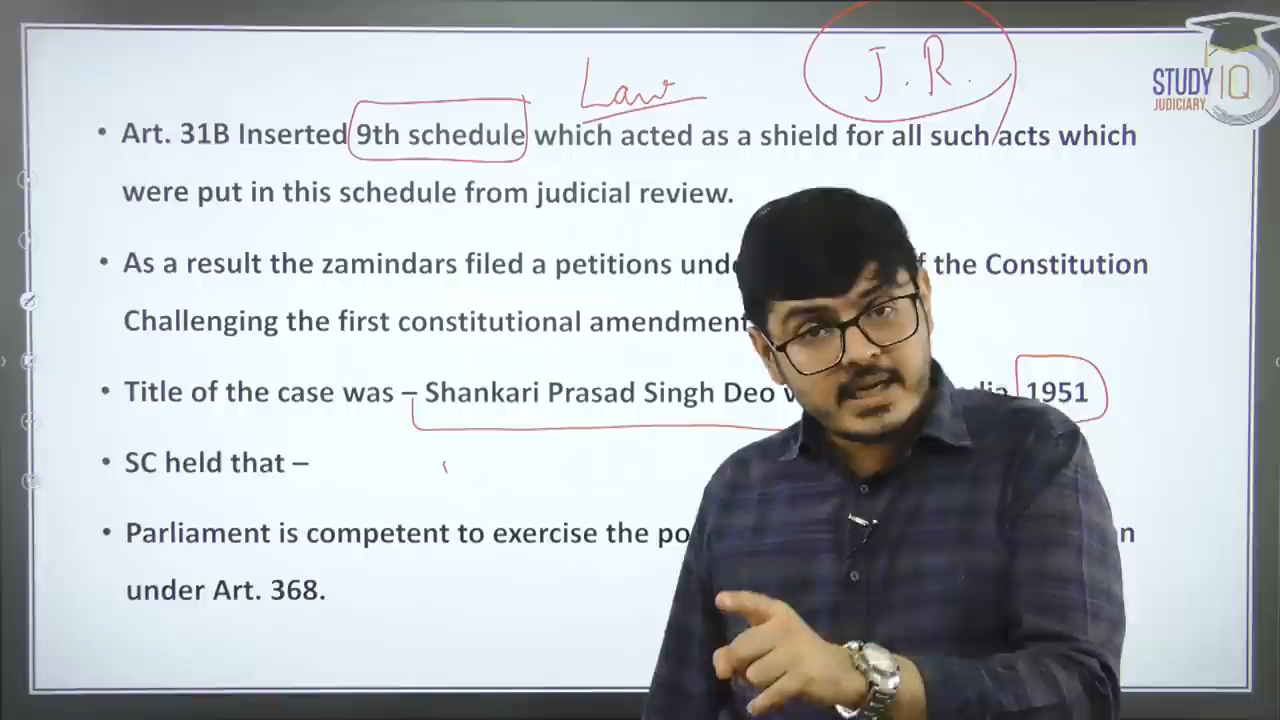 J. R.
Law
STUDY IQ
JUDICIARY
• Art. 31B Inserted 9th schedule which acted as a shield for all such acts which
were put in this schedule from judicial review.
• As a result the zamindars filed a petitions of the Constitution
Challenging the first constitutional amendment
• Title of the case was – Shankari Prasad Singh Deo 1951
• SC held that –
• Parliament is competent to exercise the
under Art. 368.